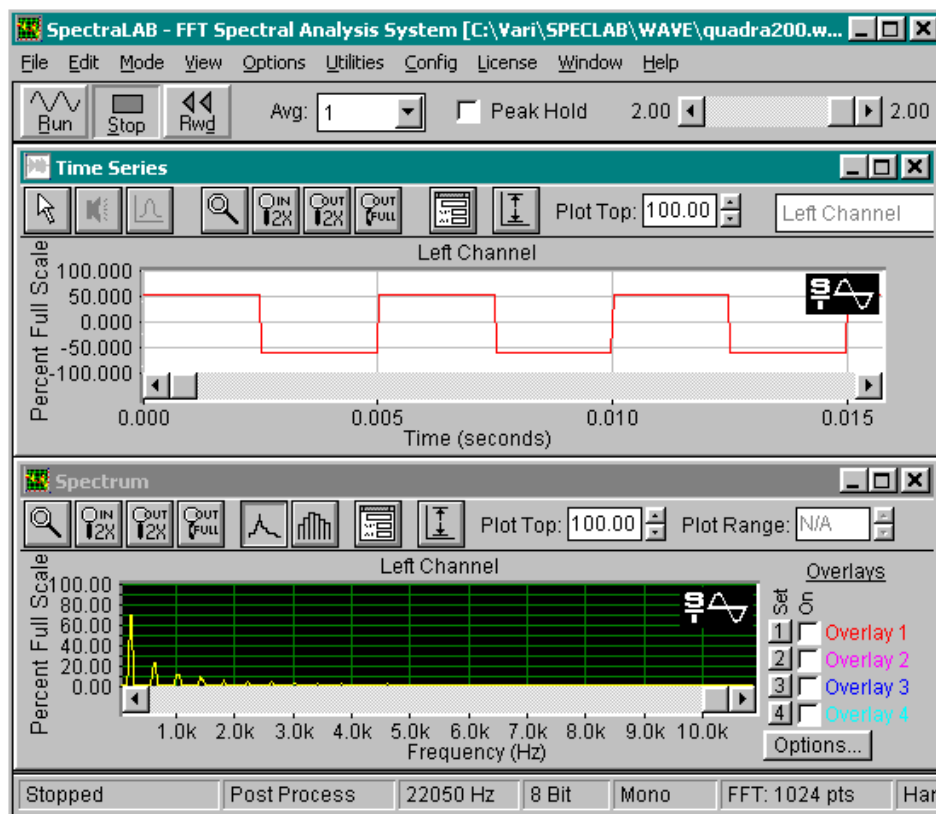 SpectraLAB - FFT Spectral Analysis System [C:\Vari\SPECLAB\WAVE\quadra200.w...
File Edit Mode View Options Utilities Config License Window Help
Run Stop Rwd Avg: 1 Peak Hold 2.00 2.00
Time Series
IN 2X OUT 2X OUT FULL Plot Top: 100.00 Left Channel
Left Channel
Percent Full Scale
100.000
50.000
0.000
-50.000
-100.000
0.000 0.005 0.010 0.015
Time (seconds)
Spectrum
IN 2X OUT 2X OUT FULL Plot Top: 100.00 Plot Range: N/A
Left Channel
Percent Full Scale
100.00
80.00
60.00
40.00
20.00
0.00
1.0k 2.0k 3.0k 4.0k 5.0k 6.0k 7.0k 8.0k 9.0k 10.0k
Frequency (Hz)
Overlays
Set On
1 Overlay 1
2 Overlay 2
3 Overlay 3
4 Overlay 4
Options...
Stopped Post Process 22050 Hz 8 Bit Mono FFT: 1024 pts Har